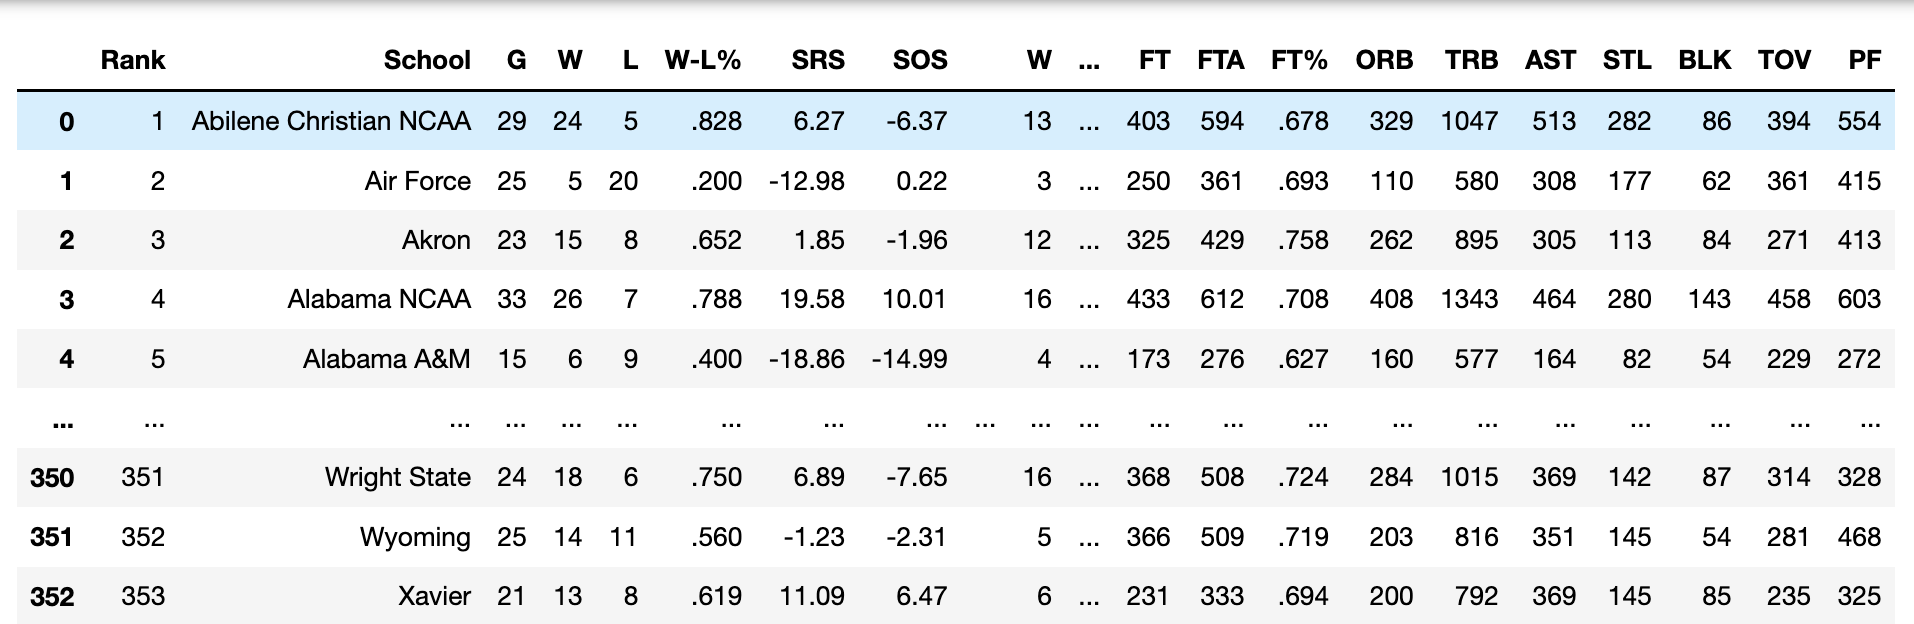 Rank School G W L W-L% SRS SOS W ... FT FTA FT% ORB TRB AST STL BLK TOV PF
0 1 Abilene Christian NCAA 29 24 5 .828 6.27 -6.37 13 ... 403 594 .678 329 1047 513 282 86 394 554
1 2 Air Force 25 5 20 .200 -12.98 0.22 3 ... 250 361 .693 110 580 308 177 62 361 415
2 3 Akron 23 15 8 .652 1.85 -1.96 12 ... 325 429 .758 262 895 305 113 84 271 413
3 4 Alabama NCAA 33 26 7 .788 19.58 10.01 16 ... 433 612 .708 408 1343 464 280 143 458 603
4 5 Alabama A&M 15 6 9 .400 -18.86 -14.99 4 ... 173 276 .627 160 577 164 82 54 229 272
... ... ... ... ... ... ... ... ... ... ... ... ... ... ... ... ... ... ... ... ... ...
350 351 Wright State 24 18 6 .750 6.89 -7.65 16 ... 368 508 .724 284 1015 369 142 87 314 328
351 352 Wyoming 25 14 11 .560 -1.23 -2.31 5 ... 366 509 .719 203 816 351 145 54 281 468
352 353 Xavier 21 13 8 .619 11.09 6.47 6 ... 231 333 .694 200 792 369 145 85 235 325